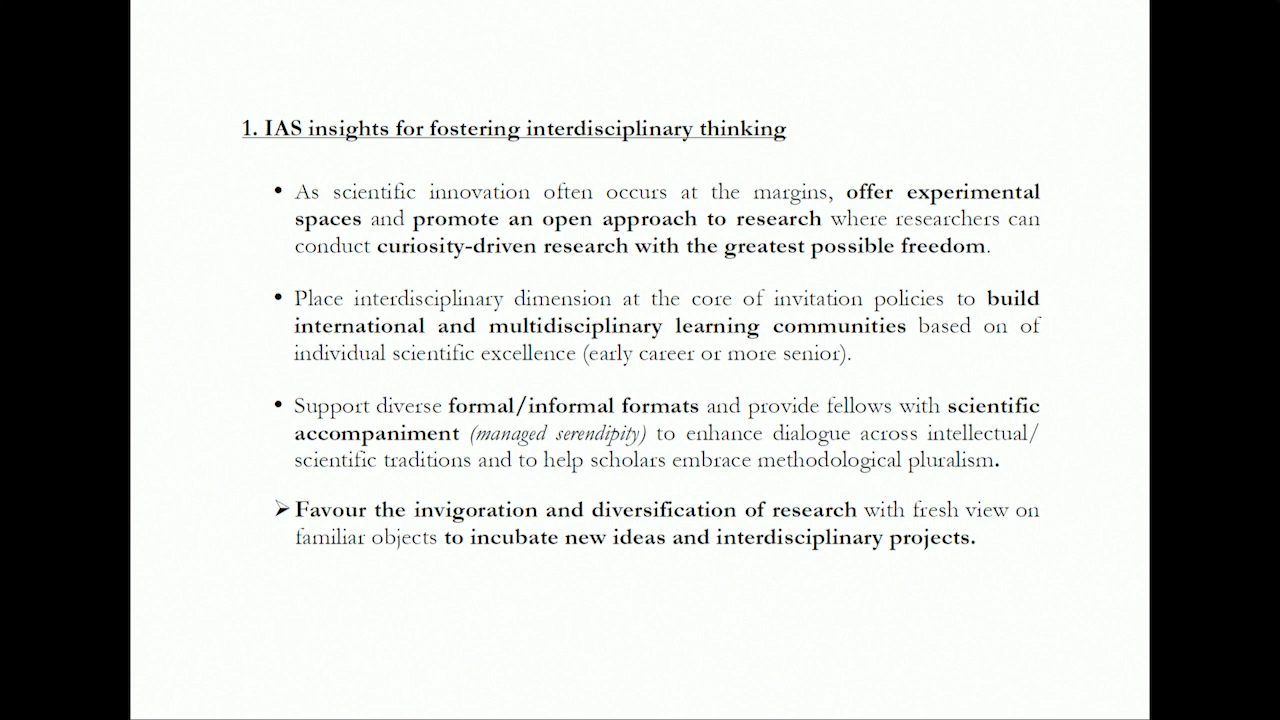 1. IAS insights for fostering interdisciplinary thinking
• As scientific innovation often occurs at the margins, offer experimental
spaces and promote an open approach to research where researchers can
conduct curiosity-driven research with the greatest possible freedom.
• Place interdisciplinary dimension at the core of invitation policies to build
international and multidisciplinary learning communities based on of
individual scientific excellence (early career or more senior).
• Support diverse formal/informal formats and provide fellows with scientific
accompaniment (managed serendipity) to enhance dialogue across intellectual/
scientific traditions and to help scholars embrace methodological pluralism.
➢ Favour the invigoration and diversification of research with fresh view on
familiar objects to incubate new ideas and interdisciplinary projects.